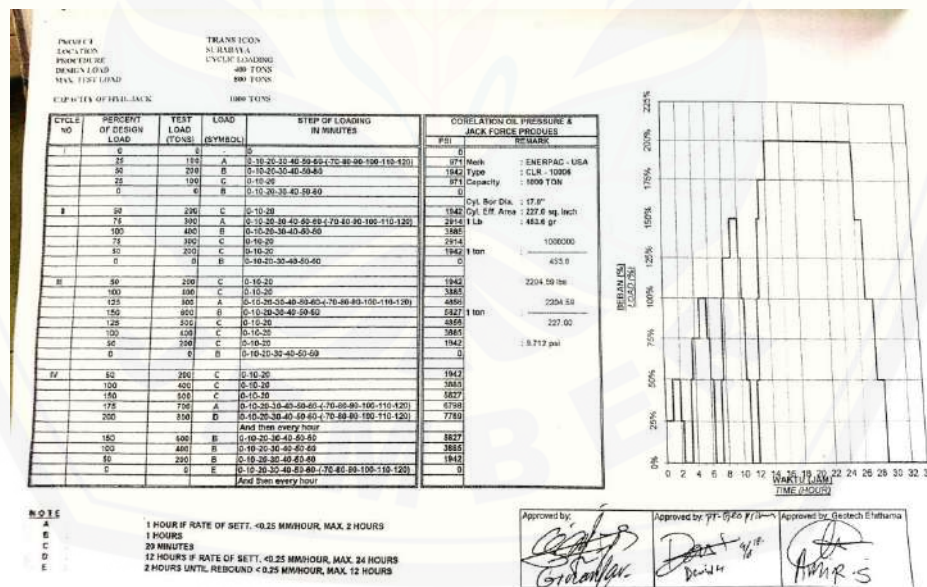 PROJECT TRANS ICON
LOCATION SURABAYA
PROCEDURE CYCLIC LOADING
DESIGN LOAD 400 TONS
MAX. TEST LOAD 800 TONS
CAPACITY OF HYD. JACK 1000 TONS
CYCLE NO PERCENT OF DESIGN LOAD TEST LOAD (TONS) LOAD (SYMBOL) STEP OF LOADING IN MINUTES CORELATION OIL PRESSURE & JACK FORCE PRODUES
PSI REMARK
I 0 0 - 0 0
25 100 A 0-10-20-30-40-50-60-(-70-80-90-100-110-120) 971 Merk : ENERPAC - USA
50 200 B 0-10-20-30-40-50-60 1942 Type : CLR - 10006
25 100 C 0-10-20 971 Capacity : 1000 TON
0 0 B 0-10-20-30-40-50-60 0
Cyl. Bor Dia. : 17.0"
II 50 200 C 0-10-20 1942 Cyl. Eff. Area : 227.0 sq. Inch
75 300 A 0-10-20-30-40-50-60-(-70-80-90-100-110-120) 2914 1 Lb : 453.6 gr
100 400 B 0-10-20-30-40-50-60 3885
75 300 C 0-10-20 2914 1000000
50 200 C 0-10-20 1942 1 ton :
0 0 B 0-10-20-30-40-50-60 0 453.6
III 50 200 C 0-10-20 1942 2204.59 lbs
100 400 C 0-10-20 3885
125 500 A 0-10-20-30-40-50-60-(-70-80-90-100-110-120) 4856 2204.59
150 600 B 0-10-20-30-40-50-60 5827 1 ton :
125 500 C 0-10-20 4856 227.00
100 400 C 0-10-20 3885
50 200 C 0-10-20 1942 : 9.712 psi
0 0 B 0-10-20-30-40-50-60 0
IV 50 200 C 0-10-20 1942
100 400 C 0-10-20 3885
150 600 C 0-10-20 5827
175 700 A 0-10-20-30-40-50-60-(-70-80-90-100-110-120) 6798
200 800 D 0-10-20-30-40-50-60-(-70-80-90-100-110-120) 7769
And then every hour
150 600 B 0-10-20-30-40-50-60 5827
100 400 B 0-10-20-30-40-50-60 3885
50 200 B 0-10-20-30-40-50-60 1942
0 0 E 0-10-20-30-40-50-60-(-70-80-90-100-110-120) 0
And then every hour
225%
200%
175%
150%
125%
100%
75%
50%
25%
0%
BEBAN (%)
LOAD (%)
0 2 4 6 8 10 12 14 16 18 20 22 24 26 28 30 32
WAKTU (JAM)
TIME (HOUR)
NOTE
A 1 HOUR IF RATE OF SETT. <0.25 MM/HOUR, MAX. 2 HOURS
B 1 HOURS
C 20 MINUTES
D 12 HOURS IF RATE OF SETT. <0.25 MM/HOUR, MAX. 24 HOURS
E 2 HOURS UNTIL REBOUND <0.25 MM/HOUR, MAX. 12 HOURS
Approved by: Approved by: PT. Approved by: Geotech Efathama
David H